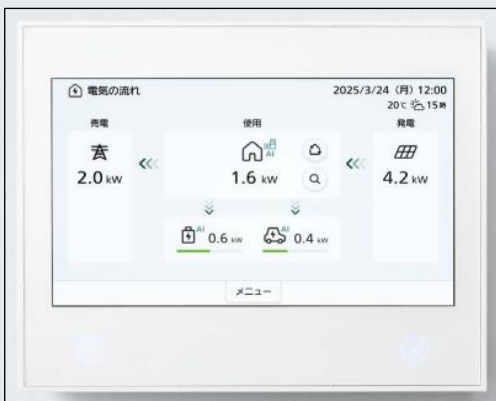 電気の流れ
2025/3/24（月）12:00
20℃ 15時
売電
使用
発電
AI
2.0 kW
1.6 kW
4.2 kW
AI
0.6 kW
AI
0.4 kW
メニュー